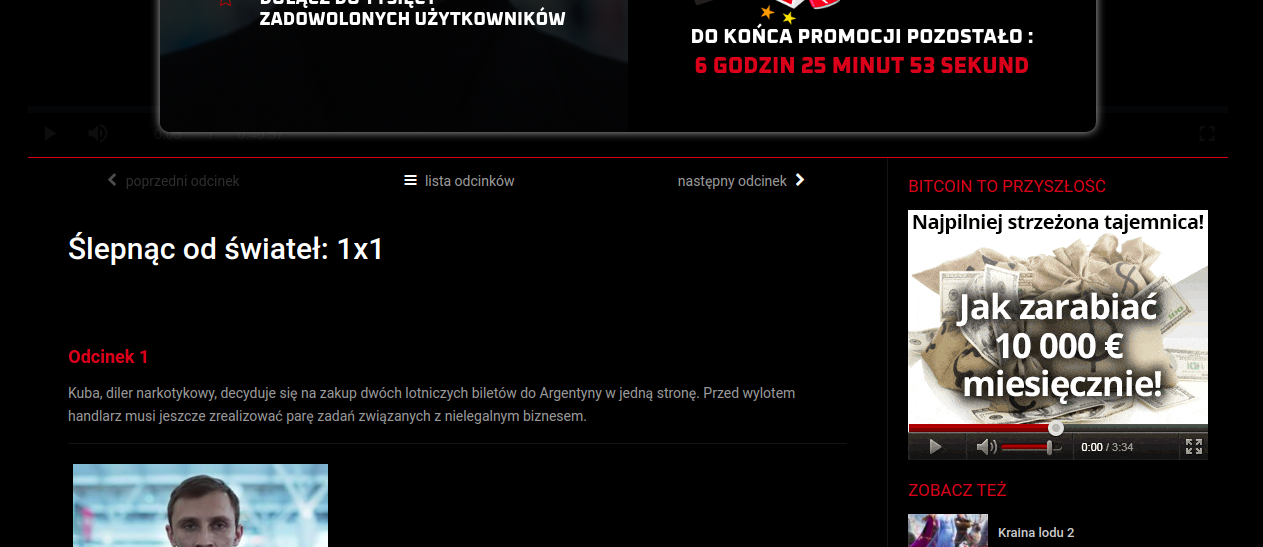 DOŁĄCZ DO TYSIĘCY
ZADOWOLONYCH UŻYTKOWNIKÓW
DO KOŃCA PROMOCJI POZOSTAŁO :
6 GODZIN 25 MINUT 53 SEKUND
poprzedni odcinek
lista odcinków
następny odcinek
Ślepnąc od świateł: 1x1
Odcinek 1
Kuba, diler narkotykowy, decyduje się na zakup dwóch lotniczych biletów do Argentyny w jedną stronę. Przed wylotem
handlarz musi jeszcze zrealizować parę zadań związanych z nielegalnym biznesem.
BITCOIN TO PRZYSZŁOŚĆ
Najpilniej strzeżona tajemnica!
Jak zarabiać
10 000 €
miesięcznie!
0:00 / 3:34
ZOBACZ TEŻ
Kraina lodu 2